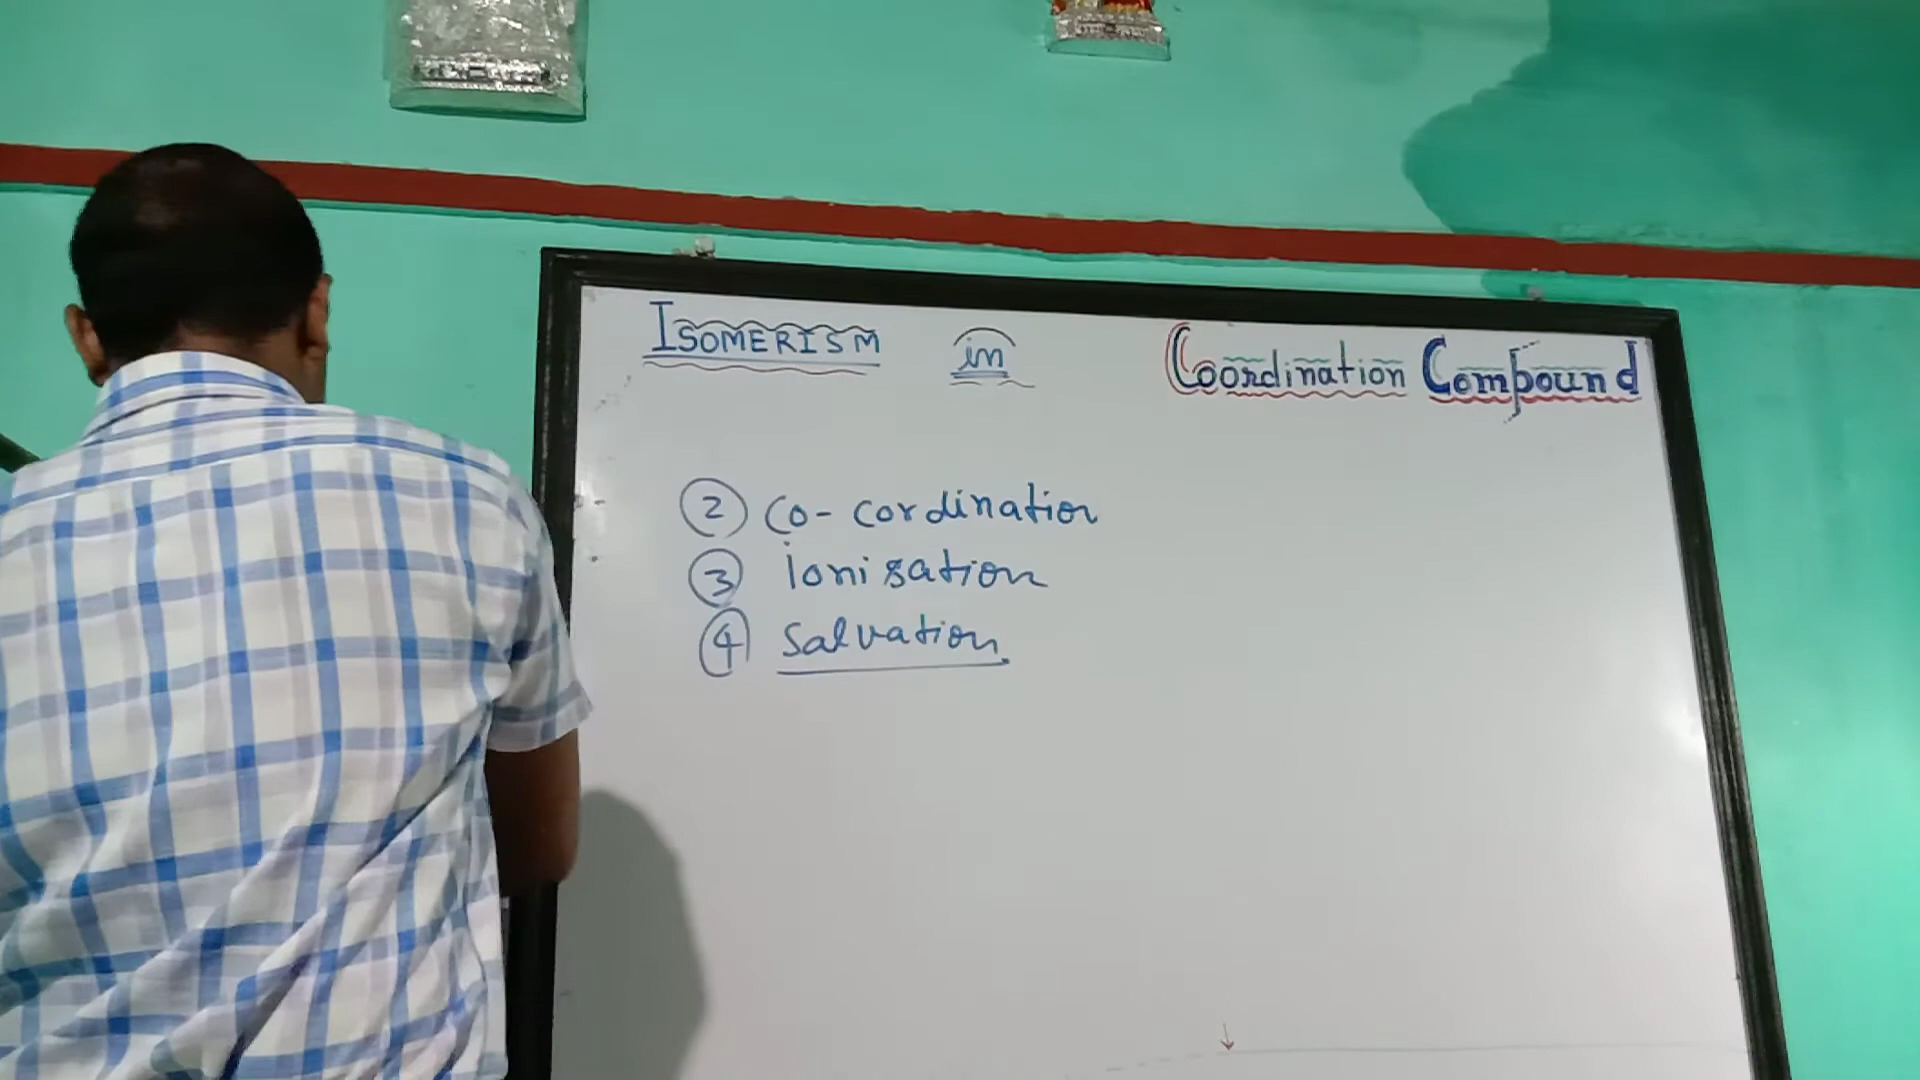 ISOMERISM in Coordination Compound
② Co-cordination
③ ionisation
④ Salvation